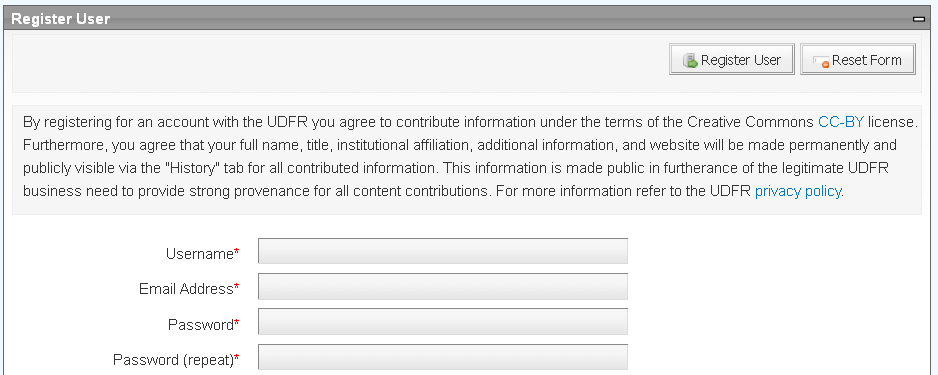 Register User
Register User
Reset Form
By registering for an account with the UDFR you agree to contribute information under the terms of the Creative Commons CC-BY license.
Furthermore, you agree that your full name, title, institutional affiliation, additional information, and website will be made permanently and
publicly visible via the "History" tab for all contributed information. This information is made public in furtherance of the legitimate UDFR
business need to provide strong provenance for all content contributions. For more information refer to the UDFR privacy policy.
Username*
Email Address*
Password*
Password (repeat)*